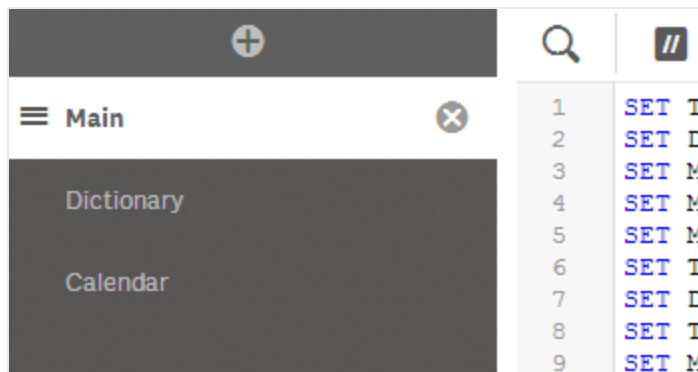 Main
Dictionary
Calendar
//
1 SET
2 SET
3 SET
4 SET
5 SET
6 SET
7 SET
8 SET
9 SET